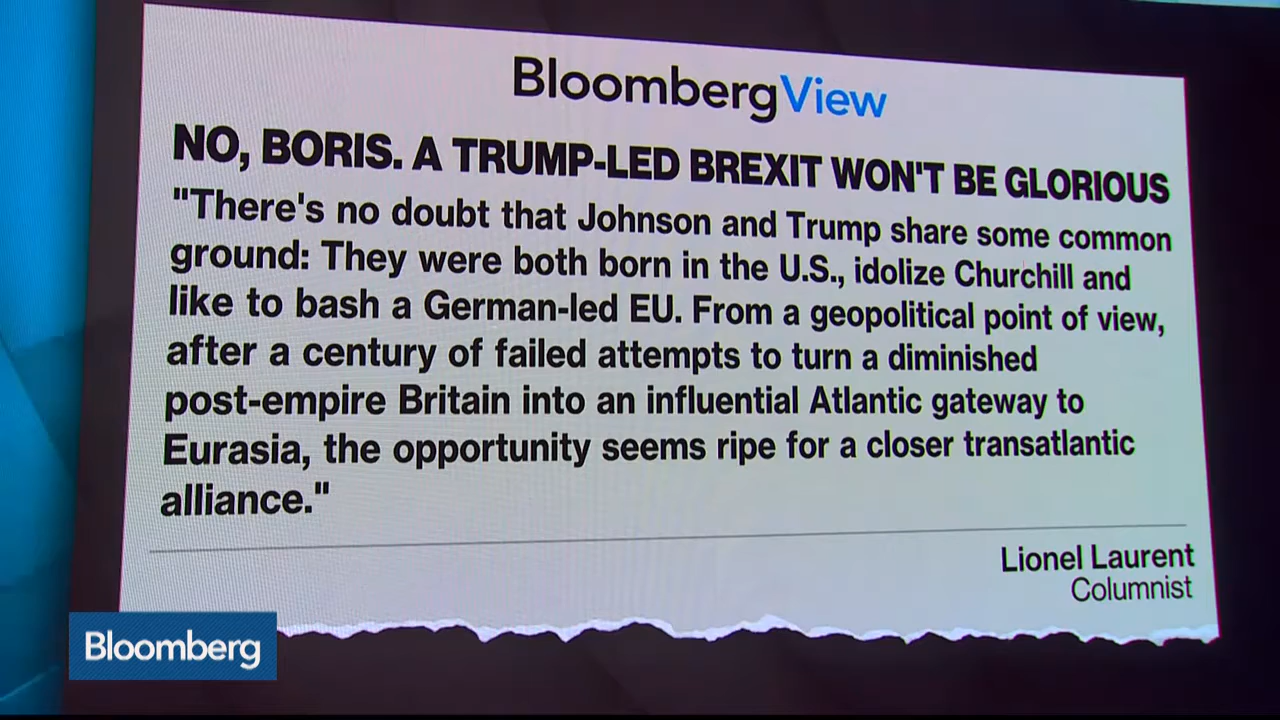 BloombergView
NO, BORIS. A TRUMP-LED BREXIT WON'T BE GLORIOUS
"There's no doubt that Johnson and Trump share some common
ground: They were both born in the U.S., idolize Churchill and
like to bash a German-led EU. From a geopolitical point of view,
after a century of failed attempts to turn a diminished
post-empire Britain into an influential Atlantic gateway to
Eurasia, the opportunity seems ripe for a closer transatlantic
alliance."
Lionel Laurent
Columnist
Bloomberg